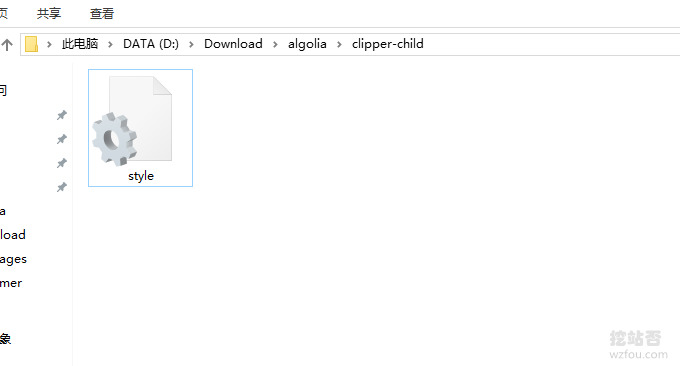 页 共享 查看
此电脑 DATA (D:) Download algolia clipper-child
问
style
a
load
ages
mer
象
挖站否
wzfou.com